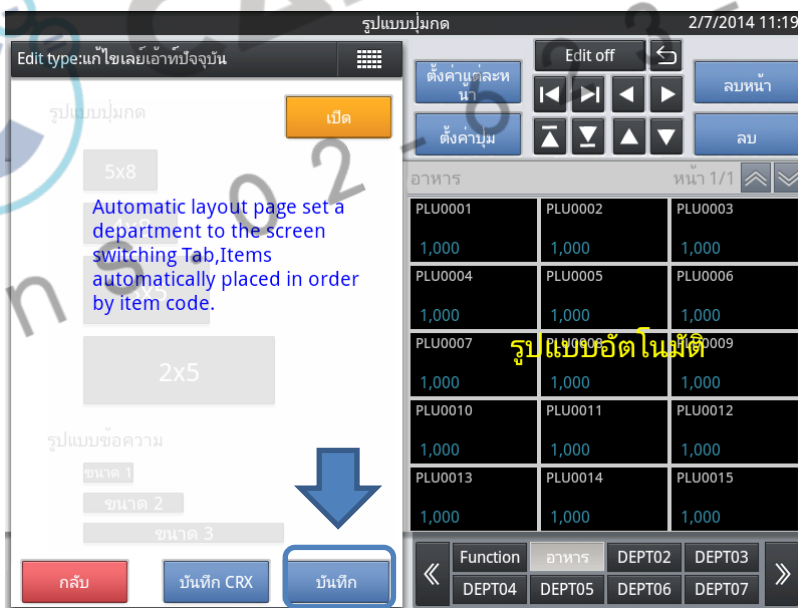 รูปแบบปุ่มกด 2/7/2014 11:19
Edit type:แก้ไขเลย์เอ้าท์ปัจจุบัน
รูปแบบปุ่มกด
เปิด
5x8
Automatic layout page set a
department to the screen
switching Tab,Items
automatically placed in order
by item code.
2x5
รูปแบบข้อความ
ขนาด 1
ขนาด 2
ขนาด 3
กลับ
บันทึก CRX
บันทึก
ตั้งค่าแต่ละห
น้า
Edit off
ลบหน้า
ตั้งค่าปุ่ม
ลบ
อาหาร หน้า 1/1
PLU0001 PLU0002 PLU0003
1,000 1,000 1,000
PLU0004 PLU0005 PLU0006
1,000 1,000 1,000
PLU0007 PLU0008 PLU0009
รูปแบบอัตโนมัติ
1,000 1,000 1,000
PLU0010 PLU0011 PLU0012
1,000 1,000 1,000
PLU0013 PLU0014 PLU0015
1,000 1,000 1,000
Function อาหาร DEPT02 DEPT03
DEPT04 DEPT05 DEPT06 DEPT07